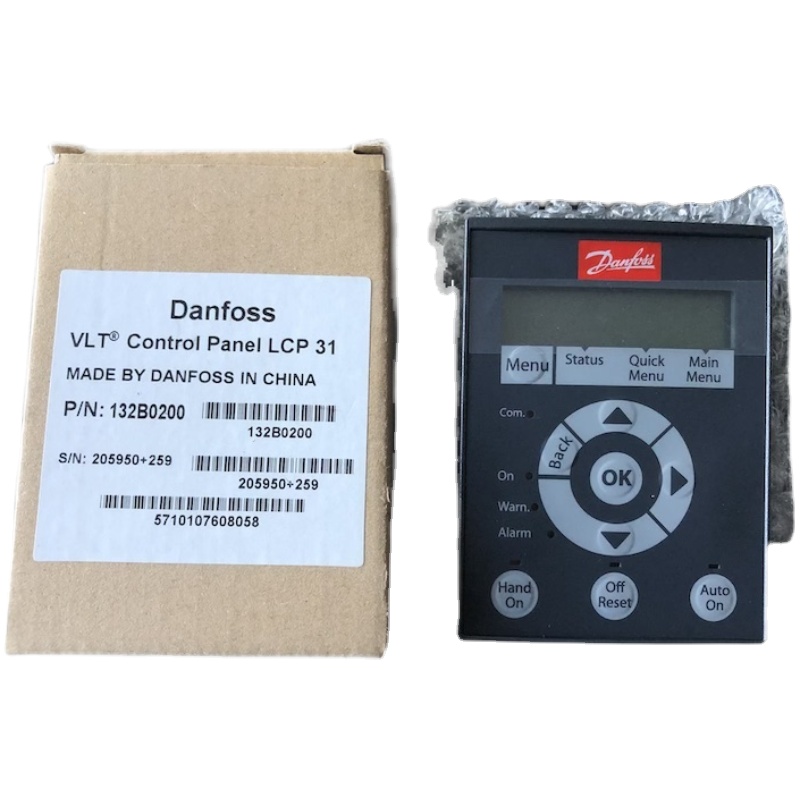 Danfoss
VLT® Control Panel LCP 31
MADE BY DANFOSS IN CHINA
P/N: 132B0200
132B0200
S/N: 205950+259
205950÷259
5710107608058
Danfoss
Menu
Status
Quick Menu
Main Menu
Com.
Back
OK
On
Warn.
Alarm
Hand On
Off Reset
Auto On